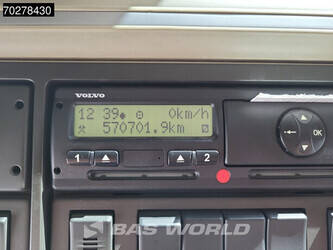 70278430
VOLVO
12 39 0km/h
570701.9km
1 2
OK
BAS WORLD